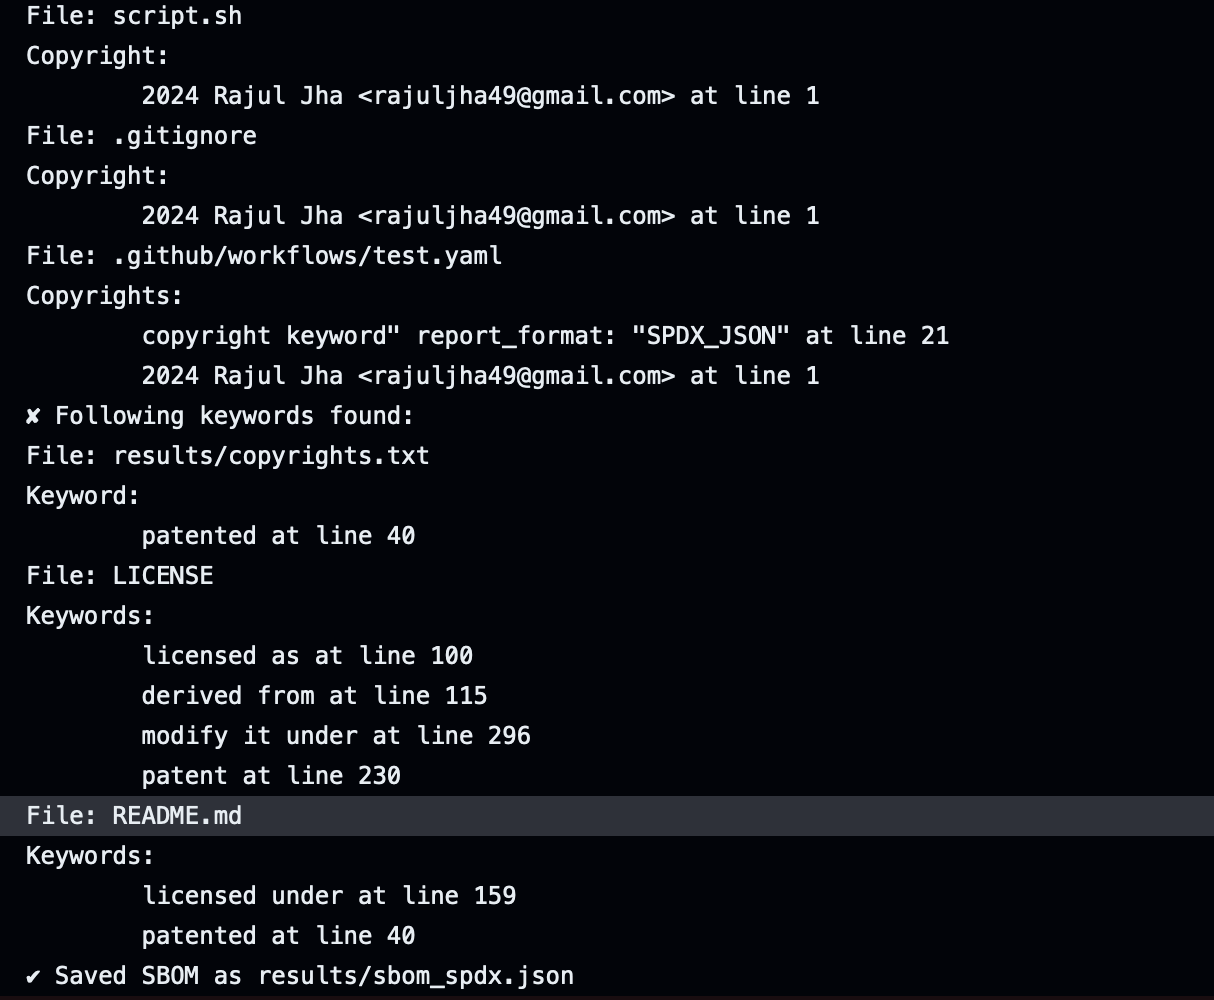 File: script.sh
Copyright:
2024 Rajul Jha <rajuljha49@gmail.com> at line 1
File: .gitignore
Copyright:
2024 Rajul Jha <rajuljha49@gmail.com> at line 1
File: .github/workflows/test.yaml
Copyrights:
copyright keyword" report_format: "SPDX_JSON" at line 21
2024 Rajul Jha <rajuljha49@gmail.com> at line 1
✘ Following keywords found:
File: results/copyrights.txt
Keyword:
patented at line 40
File: LICENSE
Keywords:
licensed as at line 100
derived from at line 115
modify it under at line 296
patent at line 230
File: README.md
Keywords:
licensed under at line 159
patented at line 40
✔ Saved SBOM as results/sbom_spdx.json